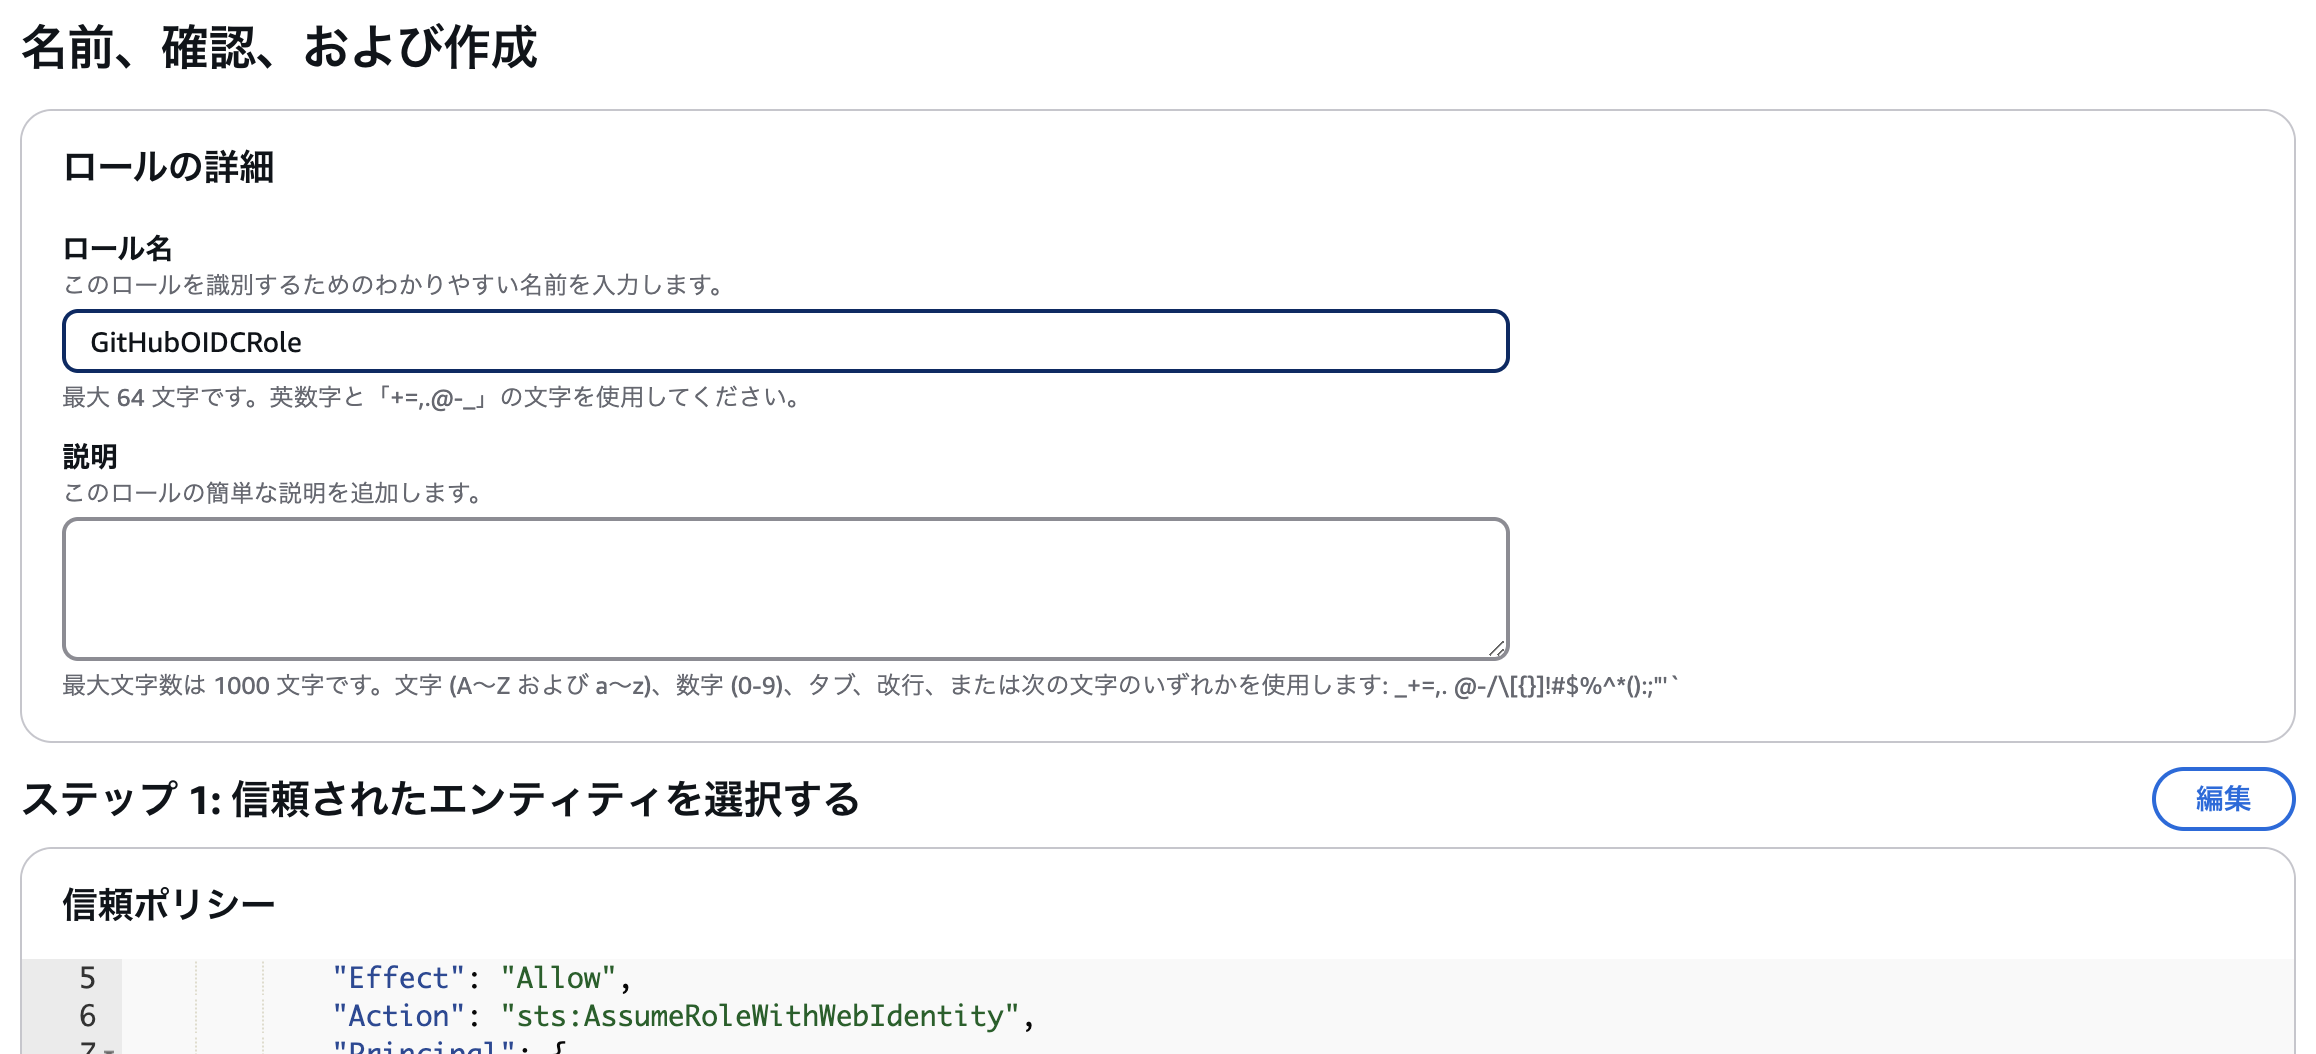 名前、確認、および作成
ロールの詳細
ロール名
このロールを識別するためのわかりやすい名前を入力します。
GitHubOIDCRole
最大 64 文字です。英数字と「+=,.@-_」の文字を使用してください。
説明
このロールの簡単な説明を追加します。
最大文字数は 1000 文字です。文字 (A〜Z および a〜z)、数字 (0-9)、タブ、改行、または次の文字のいずれかを使用します: _+=,. @-/\[{}]!#$%^*();:;"'`
ステップ 1: 信頼されたエンティティを選択する
編集
信頼ポリシー
5 "Effect": "Allow",
6 "Action": "sts:AssumeRoleWithWebIdentity",
7 "Principal": {